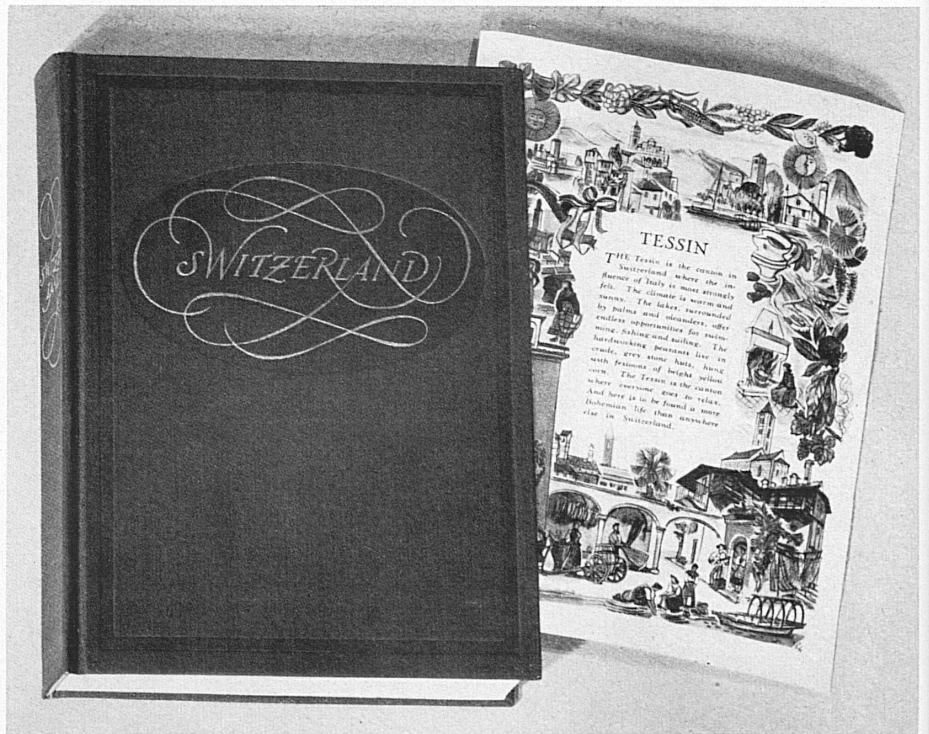 SWITZERLAND
TESSIN
THE Tessin is the canton in
Switzerland where the in-
fluence of Italy is most strongly
felt. The climate is warm and
sunny. The lakes, surrounded
by palms and oleanders, offer
endless opportunities for swim-
ming, fishing and sailing. The
hardworking peasants live in
crude, grey stone huts, hung
with festoons of bright yellow
corn. The Tessin is the canton
where everyone goes to relax.
And here is to be found a more
Bohemian life than anywhere
else in Switzerland.